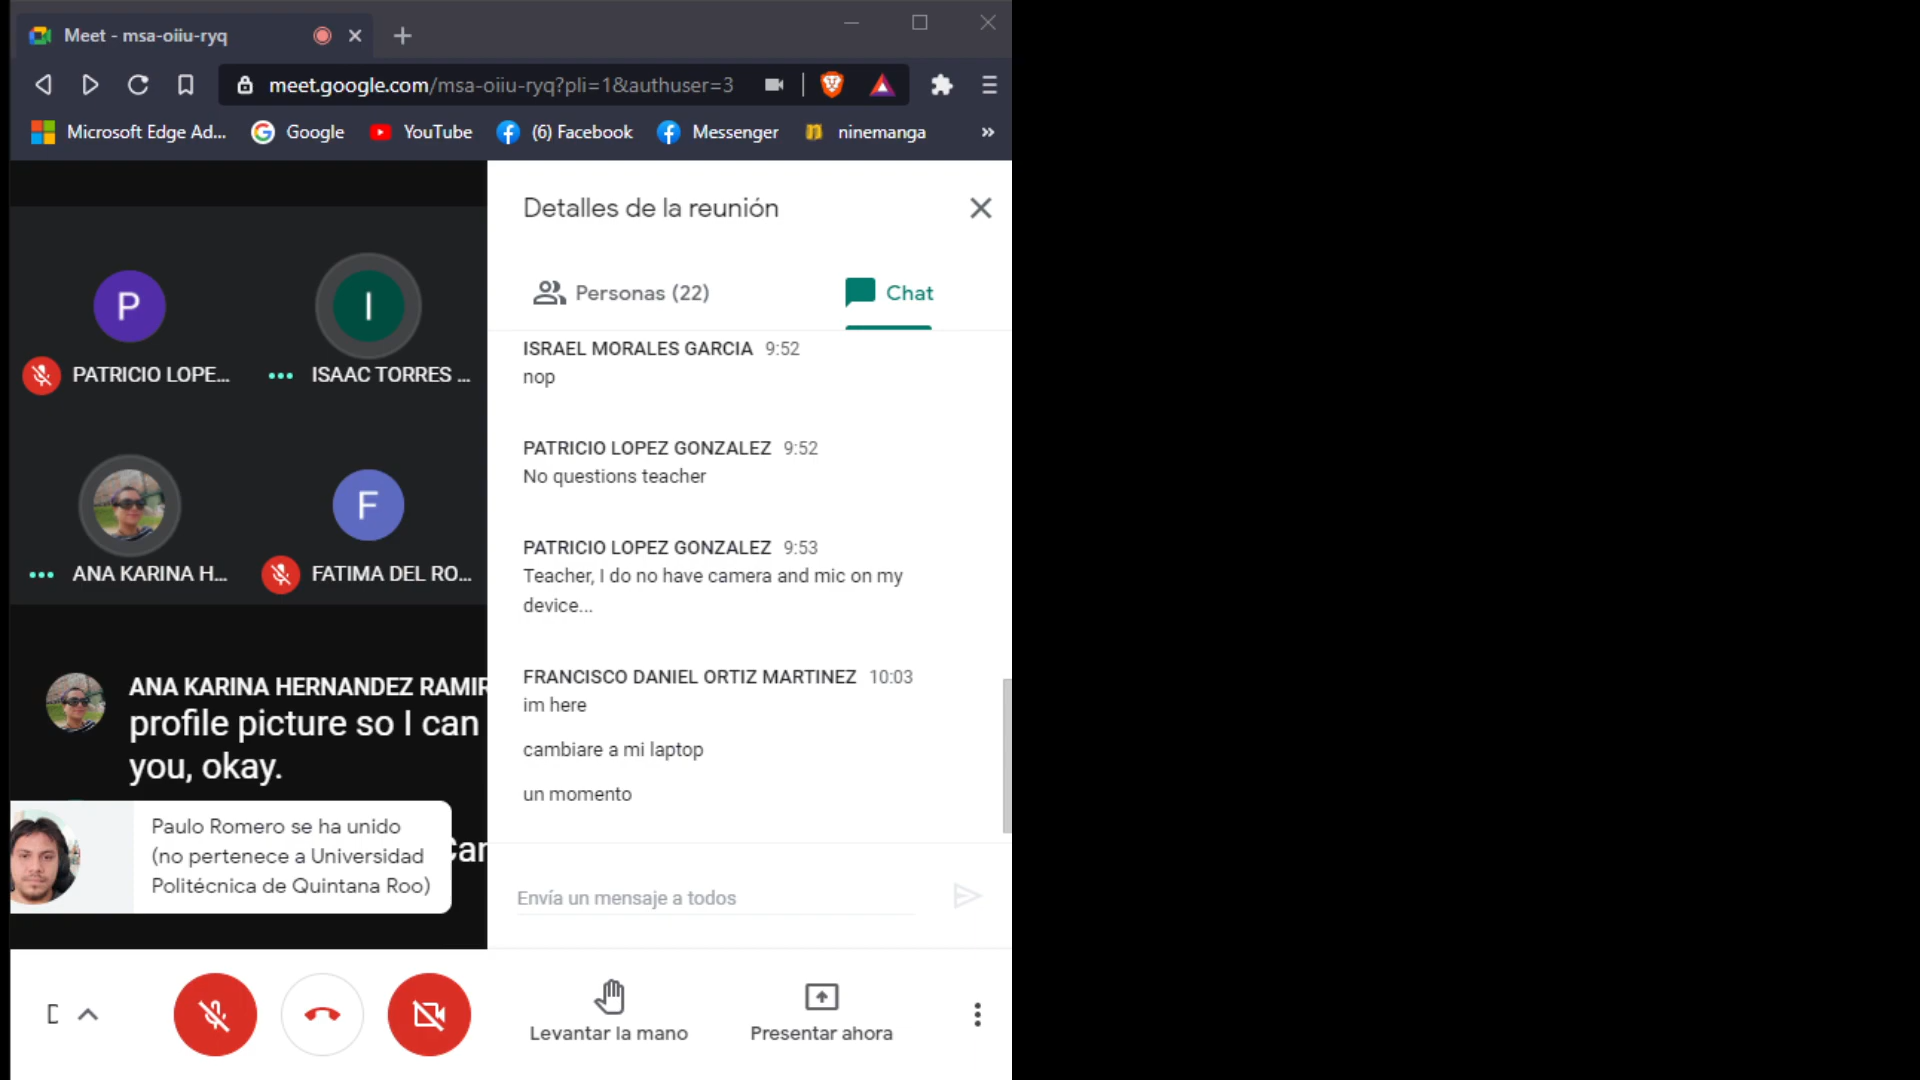 Meet - msa-oiiu-ryq
meet.google.com/msa-oiiu-ryq?pli=1&authuser=3
Microsoft Edge Ad...
Google
YouTube
(6) Facebook
Messenger
ninemanga
»
Detalles de la reunión
Personas (22)
Chat
P
I
PATRICIO LOPE...
ISAAC TORRES ...
F
ANA KARINA H...
FATIMA DEL RO...
ANA KARINA HERNANDEZ RAMIR
profile picture so I can
you, okay.
Paulo Romero se ha unido
(no pertenece a Universidad
Politécnica de Quintana Roo)
ISRAEL MORALES GARCIA 9:52
nop
PATRICIO LOPEZ GONZALEZ 9:52
No questions teacher
PATRICIO LOPEZ GONZALEZ 9:53
Teacher, I do no have camera and mic on my
device...
FRANCISCO DANIEL ORTIZ MARTINEZ 10:03
im here
cambiare a mi laptop
un momento
Envía un mensaje a todos
Levantar la mano
Presentar ahora